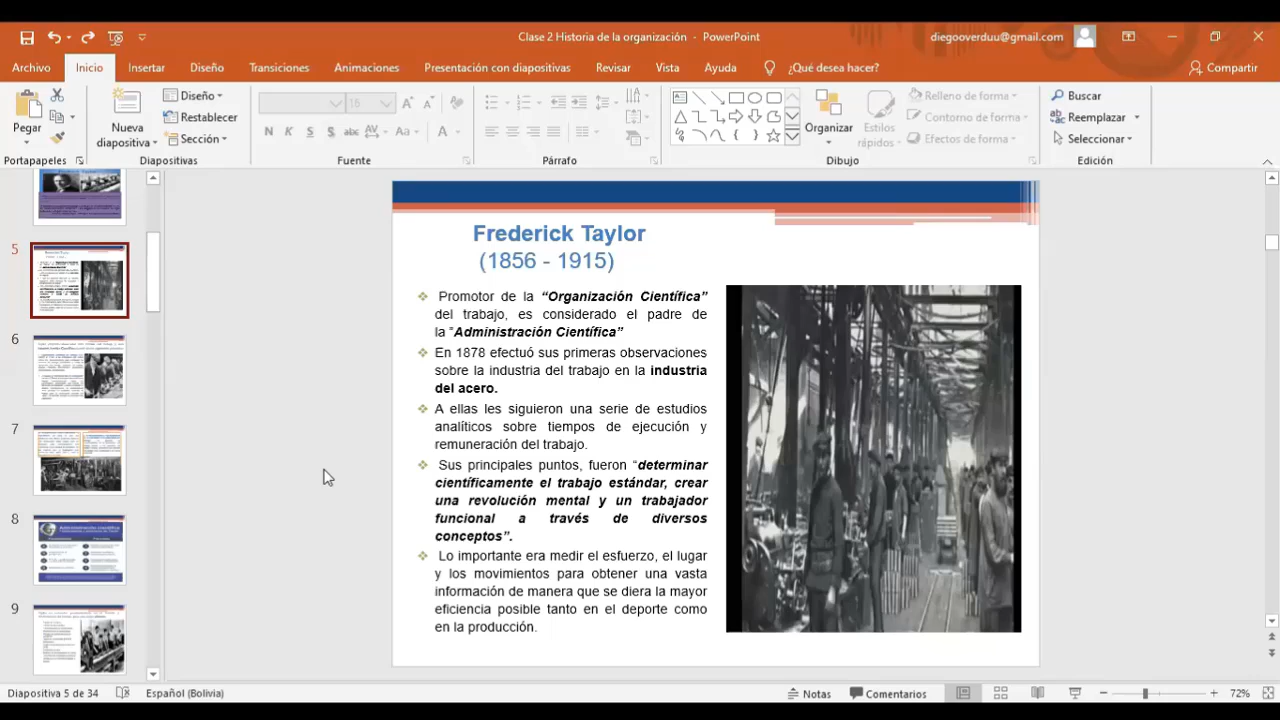 Clase 2 Historia de la organización - PowerPoint
diegooverduu@gmail.com
Archivo Inicio Insertar Diseño Transiciones Animaciones Presentación con diapositivas Revisar Vista Ayuda ¿Qué desea hacer? Compartir
Pegar
Nueva diapositiva
Diseño
Restablecer
Sección
18
N K S S abc AV Aa A
Organizar
Estilos rápidos
Relleno de forma
Contorno de forma
Efectos de forma
Buscar
Reemplazar
Seleccionar
Portapapeles Diapositivas Fuente Párrafo Dibujo Edición
5
6
7
8
9
Frederick Taylor
(1856 - 1915)
Promotor de la “Organización Científica”
del trabajo, es considerado el padre de
la "Administración Científica”
En 1878 efectuó sus primeras observaciones
sobre la industria del trabajo en la industria
del acero.
A ellas les siguieron una serie de estudios
analíticos sobre tiempos de ejecución y
remuneración del trabajo.
Sus principales puntos, fueron “determinar
científicamente el trabajo estándar, crear
una revolución mental y un trabajador
funcional a través de diversos
conceptos”.
Lo importante era medir el esfuerzo, el lugar
y los movimientos para obtener una vasta
información de manera que se diera la mayor
eficiencia posible tanto en el deporte como
en la producción.
Diapositiva 5 de 34 Español (Bolivia) Notas Comentarios 72%